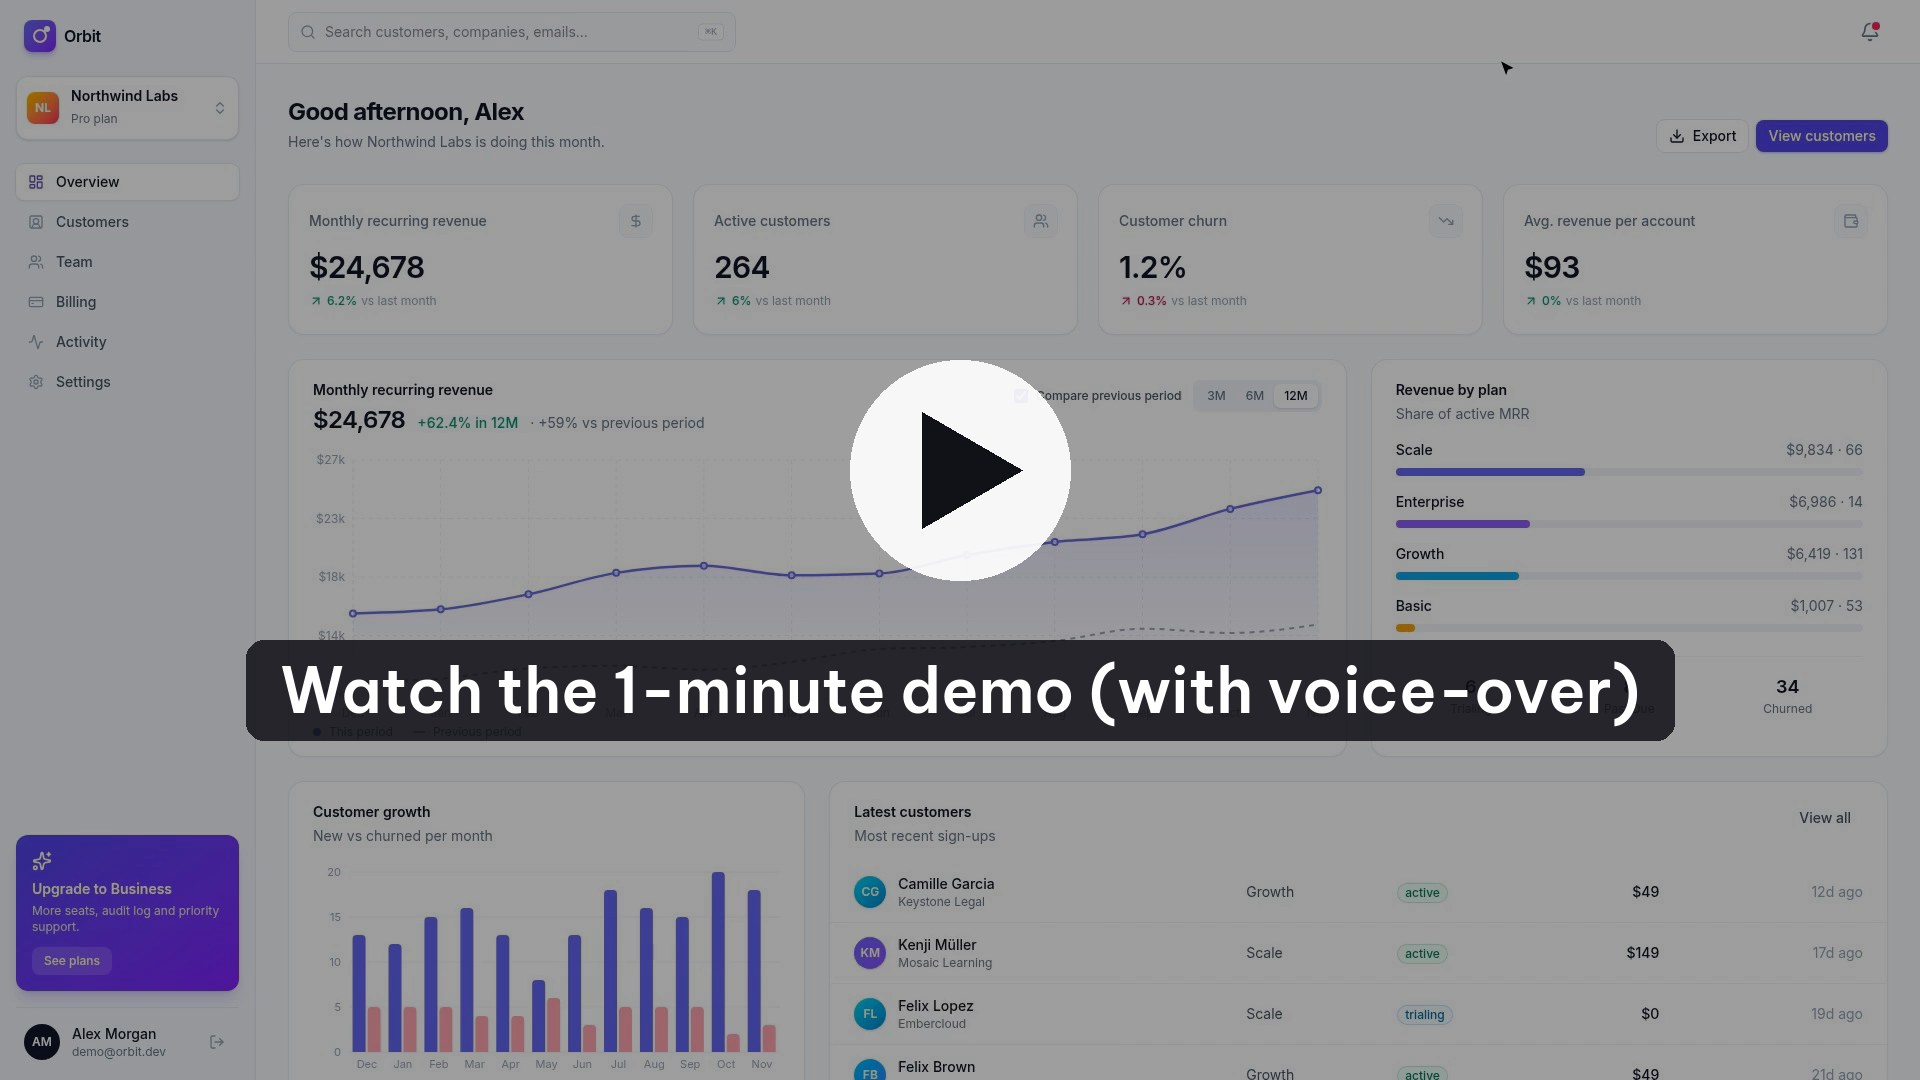 Orbit
Search customers, companies, emails...
⌘K
NL
Northwind Labs
Pro plan
Overview
Customers
Team
Billing
Activity
Settings
Good afternoon, Alex
Here's how Northwind Labs is doing this month.
Export
View customers
Monthly recurring revenue
$24,678
6.2% vs last month
Active customers
264
6% vs last month
Customer churn
1.2%
0.3% vs last month
Avg. revenue per account
$93
0% vs last month
Monthly recurring revenue
$24,678 +62.4% in 12M · +59% vs previous period
Compare previous period
3M 6M 12M
$27k
$23k
$18k
$14k
This period Previous period
Revenue by plan
Share of active MRR
Scale $9,834 · 66
Enterprise $6,986 · 14
Growth $6,419 · 131
Basic $1,007 · 53
34
Churned
Watch the 1-minute demo (with voice-over)
Customer growth
New vs churned per month
20
15
10
5
0
Dec Jan Feb Mar Apr May Jun Jul Aug Sep Oct Nov
Latest customers
Most recent sign-ups
View all
CG Camille Garcia Growth active $49 12d ago
Keystone Legal
KM Kenji Müller Scale active $149 17d ago
Mosaic Learning
FL Felix Lopez Scale trialing $0 19d ago
Embercloud
FB Felix Brown Growth active $49 21d ago
Upgrade to Business
More seats, audit log and priority
support.
See plans
AM
Alex Morgan
demo@orbit.dev